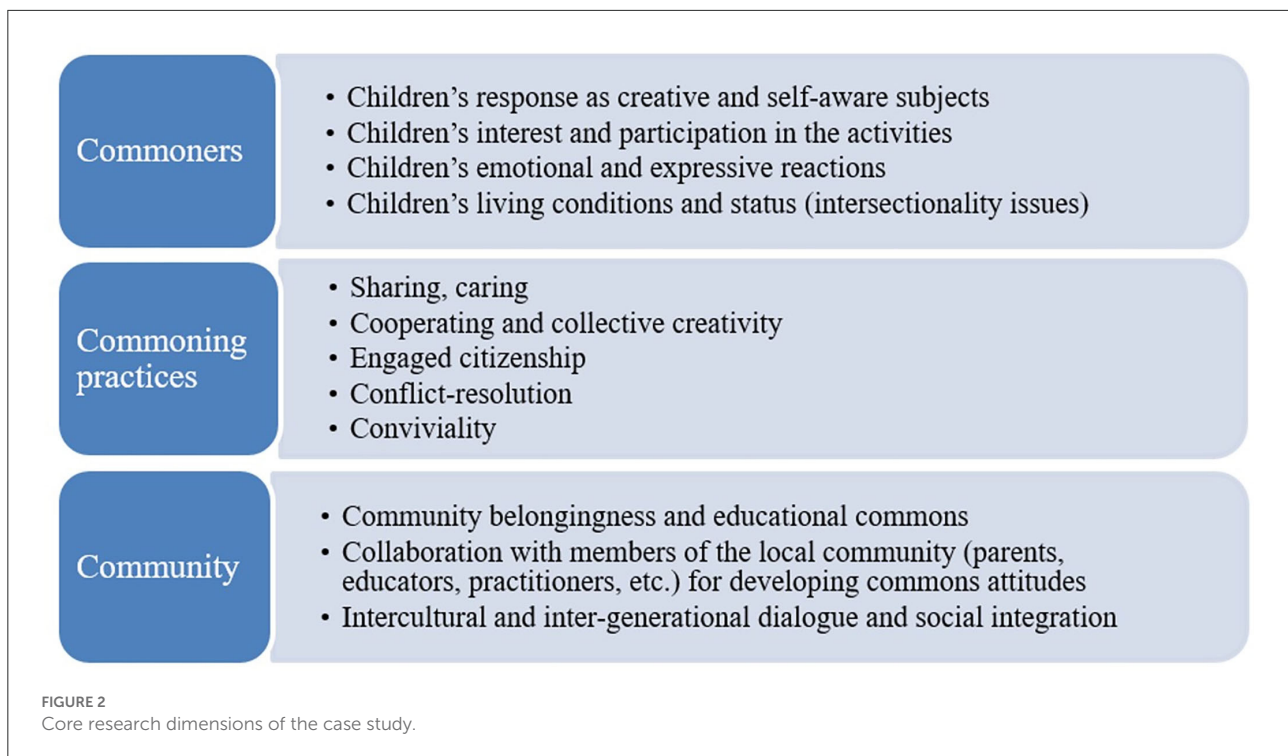 Commoners
• Children’s response as creative and self-aware subjects
• Children’s interest and participation in the activities
• Children’s emotional and expressive reactions
• Children’s living conditions and status (intersectionality issues)
Commoning
practices
• Sharing, caring
• Cooperating and collective creativity
• Engaged citizenship
• Conflict-resolution
• Conviviality
Community
• Community belongingness and educational commons
• Collaboration with members of the local community (parents,
educators, practitioners, etc.) for developing commons attitudes
• Intercultural and inter-generational dialogue and social integration
FIGURE 2
Core research dimensions of the case study.